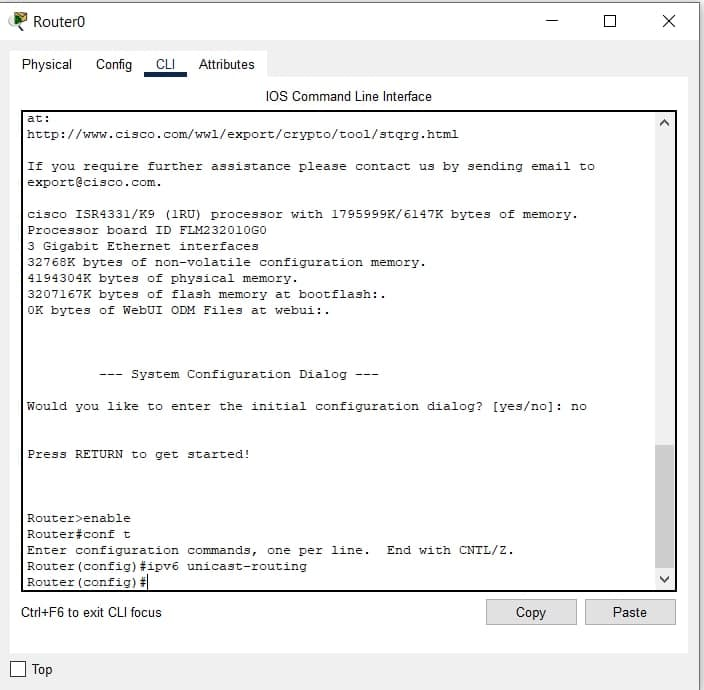 Router0
Physical Config CLI Attributes
IOS Command Line Interface
at:
http://www.cisco.com/wwl/export/crypto/tool/stqrg.html
If you require further assistance please contact us by sending email to
export@cisco.com.
cisco ISR4331/K9 (1RU) processor with 1795999K/6147K bytes of memory.
Processor board ID FLM232010G0
3 Gigabit Ethernet interfaces
32768K bytes of non-volatile configuration memory.
4194304K bytes of physical memory.
3207167K bytes of flash memory at bootflash:.
0K bytes of WebUI ODM Files at webui:.
--- System Configuration Dialog ---
Would you like to enter the initial configuration dialog? [yes/no]: no
Press RETURN to get started!
Router>enable
Router#conf t
Enter configuration commands, one per line.  End with CNTL/Z.
Router(config)#ipv6 unicast-routing
Router(config)#
Ctrl+F6 to exit CLI focus
Copy Paste
Top